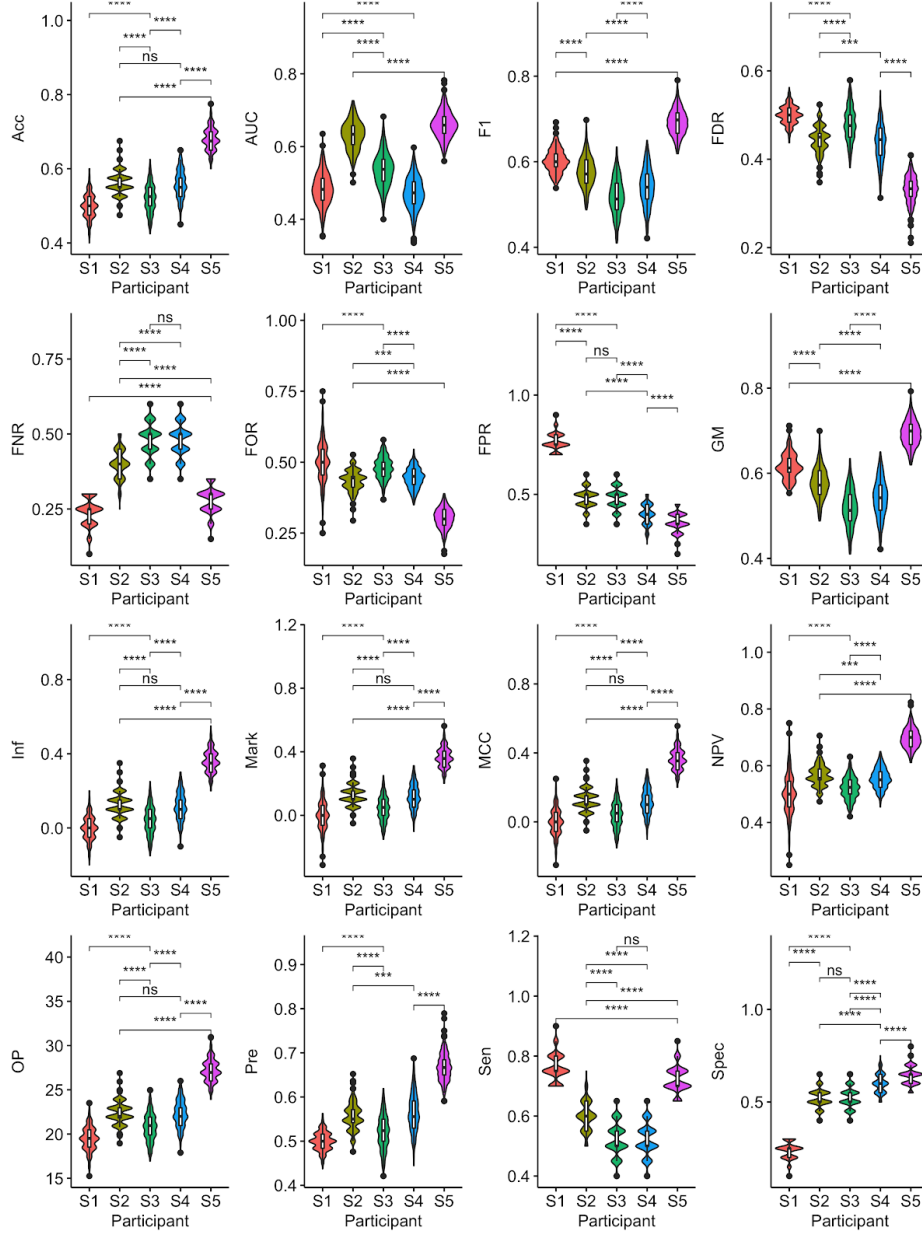 Acc
1.0
0.8
0.6
0.4
****
****
****
ns
****
****
S1 S2 S3 S4 S5
Participant
AUC
0.8
0.6
0.4
****
****
****
****
S1 S2 S3 S4 S5
Participant
F1
0.8
0.6
0.4
****
****
****
****
S1 S2 S3 S4 S5
Participant
FDR
0.6
0.4
0.2
****
****
***
****
S1 S2 S3 S4 S5
Participant
FNR
0.75
0.50
0.25
ns
****
****
****
****
S1 S2 S3 S4 S5
Participant
FOR
1.00
0.75
0.50
0.25
****
****
***
****
S1 S2 S3 S4 S5
Participant
FPR
1.0
0.5
****
****
ns
****
****
****
S1 S2 S3 S4 S5
Participant
GM
0.8
0.6
0.4
****
****
****
****
S1 S2 S3 S4 S5
Participant
Inf
0.8
0.4
0.0
****
****
****
ns
****
****
S1 S2 S3 S4 S5
Participant
Mark
1.2
0.8
0.4
0.0
****
****
****
ns
****
****
S1 S2 S3 S4 S5
Participant
MCC
0.8
0.4
0.0
****
****
****
ns
****
****
S1 S2 S3 S4 S5
Participant
NPV
1.0
0.8
0.6
0.4
****
****
***
****
S1 S2 S3 S4 S5
Participant
OP
40
35
30
25
20
15
****
****
****
ns
****
****
S1 S2 S3 S4 S5
Participant
Pre
0.9
0.8
0.7
0.6
0.5
0.4
****
****
***
****
S1 S2 S3 S4 S5
Participant
Sen
1.2
1.0
0.8
0.6
0.4
ns
****
****
****
****
S1 S2 S3 S4 S5
Participant
Spec
1.0
0.5
****
****
ns
****
****
****
****
S1 S2 S3 S4 S5
Participant